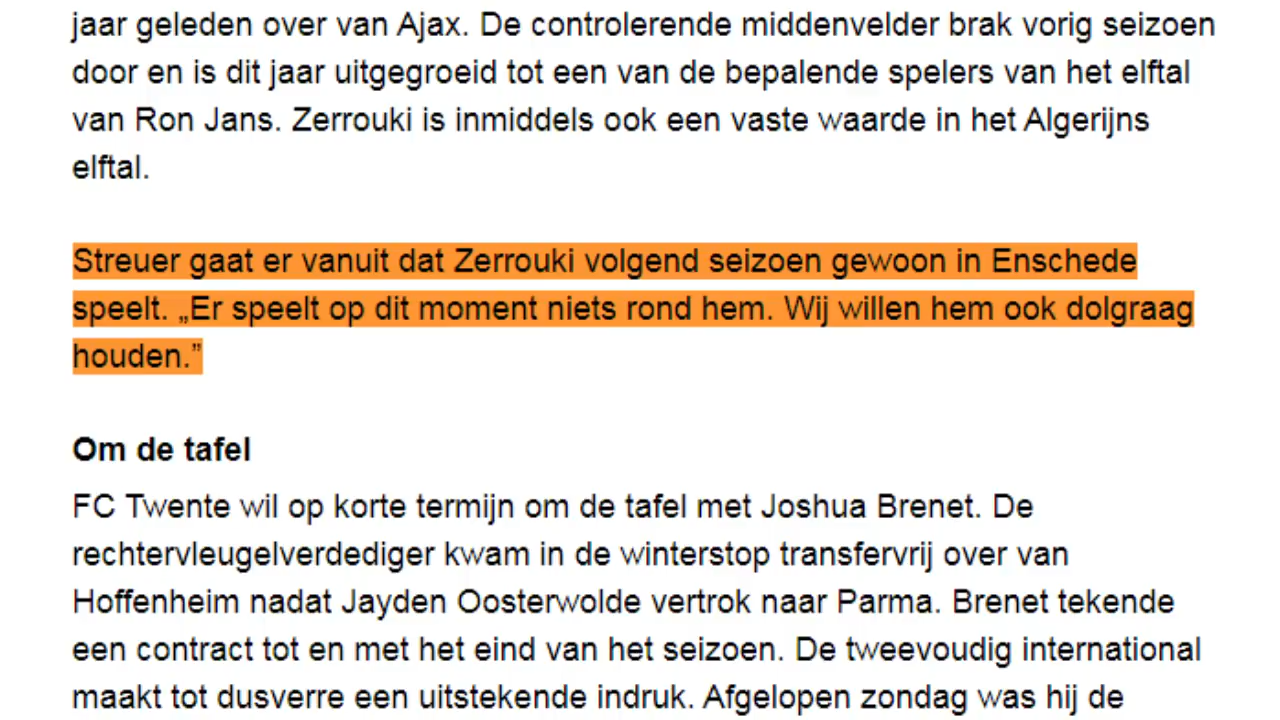 jaar geleden over van Ajax. De controlerende middenvelder brak vorig seizoen
door en is dit jaar uitgegroeid tot een van de bepalende spelers van het elftal
van Ron Jans. Zerrouki is inmiddels ook een vaste waarde in het Algerijns
elftal.
Streuer gaat er vanuit dat Zerrouki volgend seizoen gewoon in Enschede
speelt. „Er speelt op dit moment niets rond hem. Wij willen hem ook dolgraag
houden.”
Om de tafel
FC Twente wil op korte termijn om de tafel met Joshua Brenet. De
rechtervleugelverdediger kwam in de winterstop transfervrij over van
Hoffenheim nadat Jayden Oosterwolde vertrok naar Parma. Brenet tekende
een contract tot en met het eind van het seizoen. De tweevoudig international
maakt tot dusverre een uitstekende indruk. Afgelopen zondag was hij de